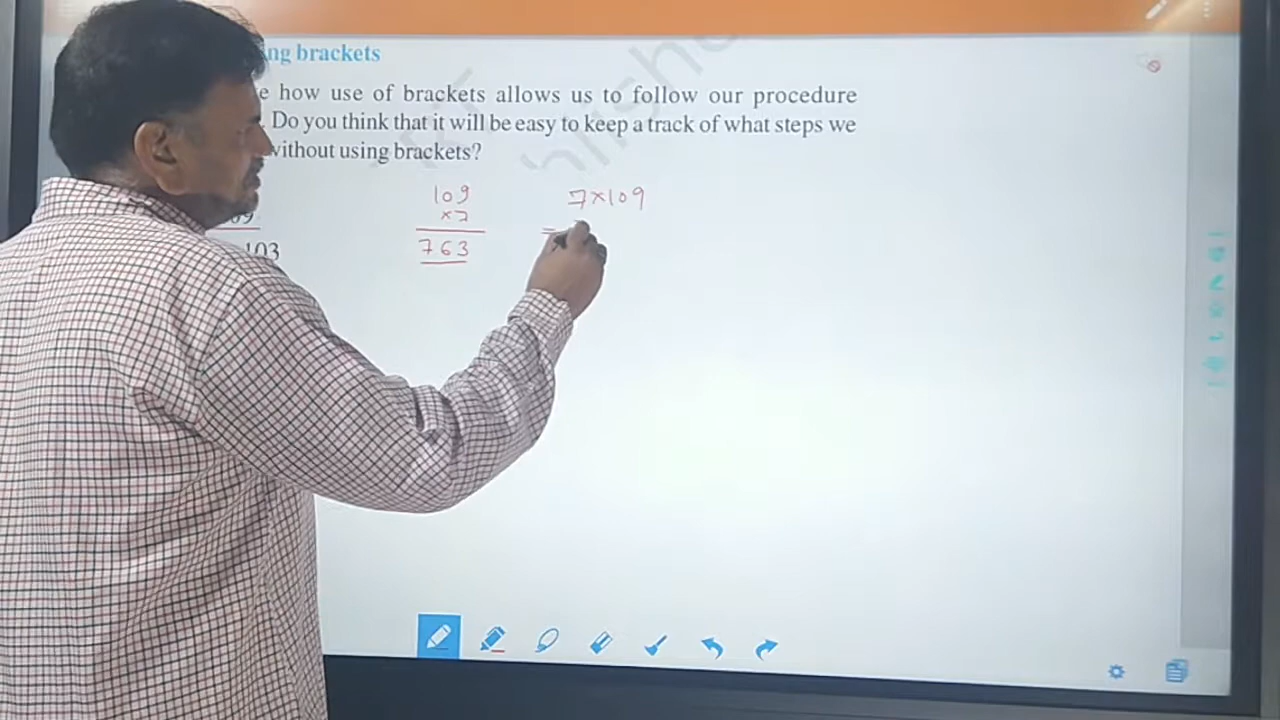 ng brackets
e how use of brackets allows us to follow our procedure
. Do you think that it will be easy to keep a track of what steps we
without using brackets?
109
×7
763
7×109
=
09
103